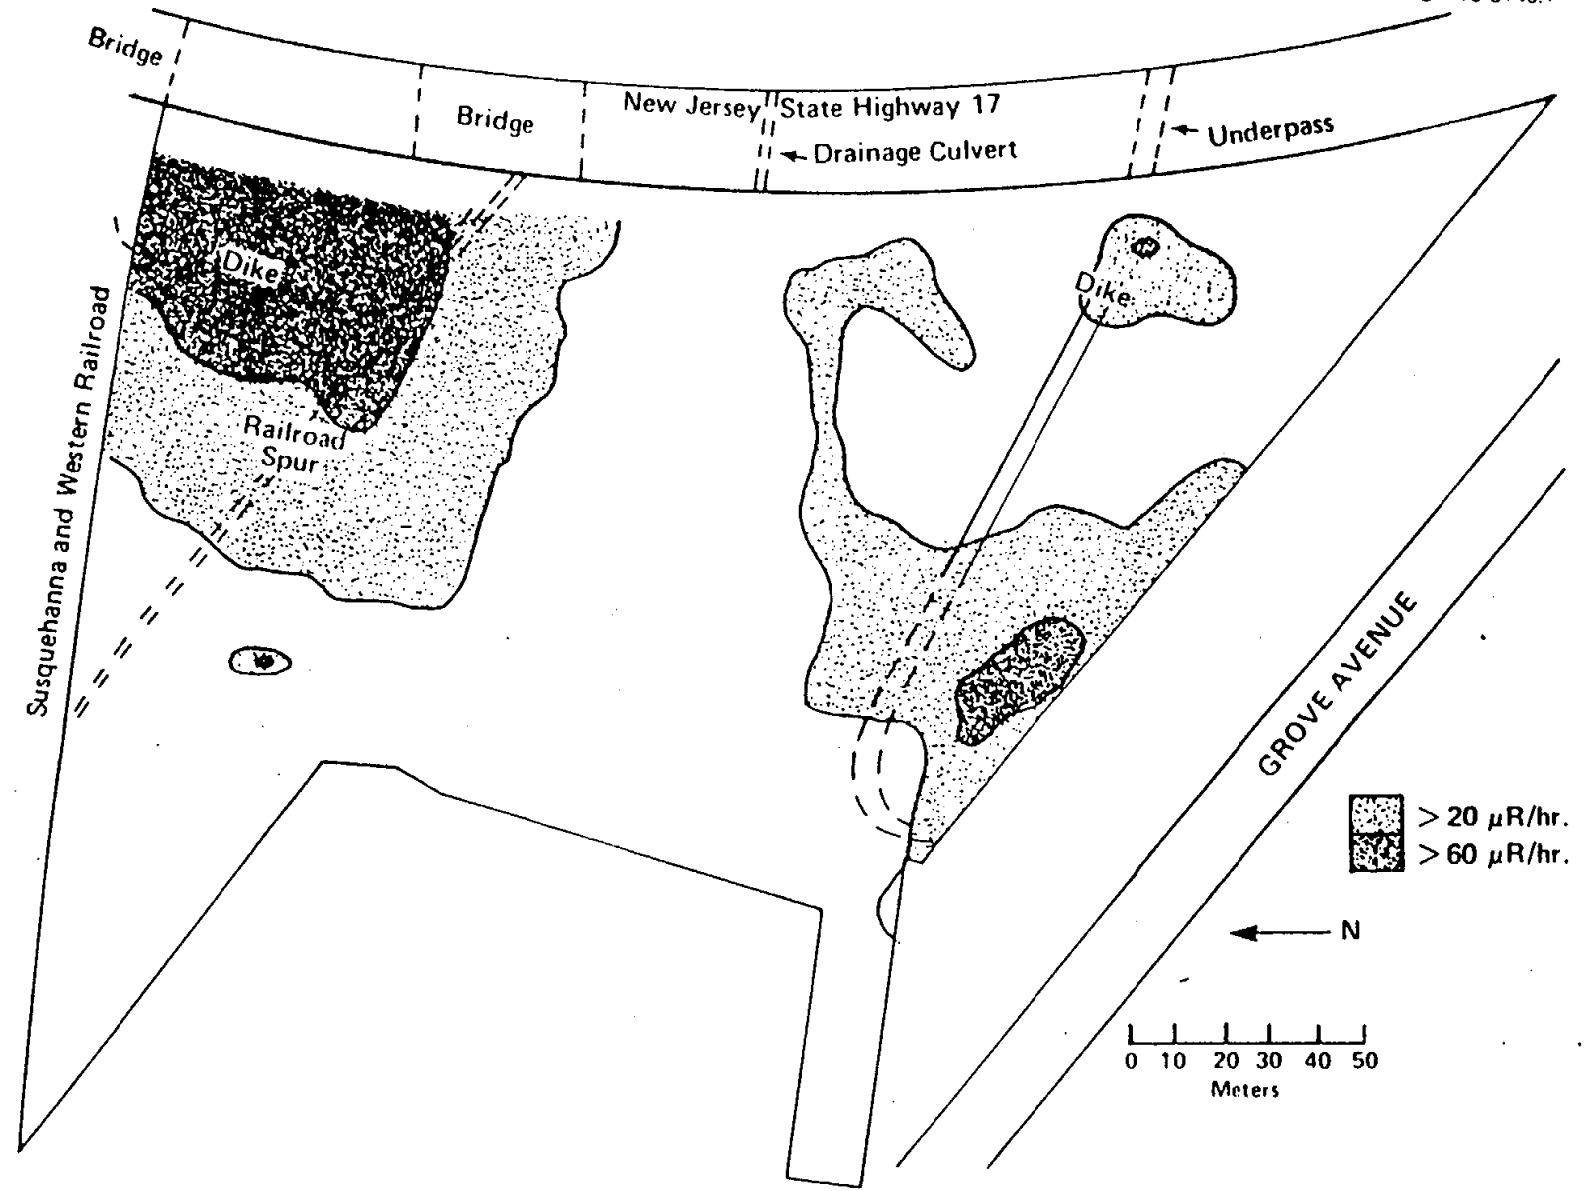 Bridge
Bridge
New Jersey State Highway 17
Drainage Culvert
Underpass
Dike
Dike
Railroad
Spur
Susquehanna and Western Railroad
GROVE AVENUE
> 20 μR/hr.
> 60 μR/hr.
N
0 10 20 30 40 50
Meters